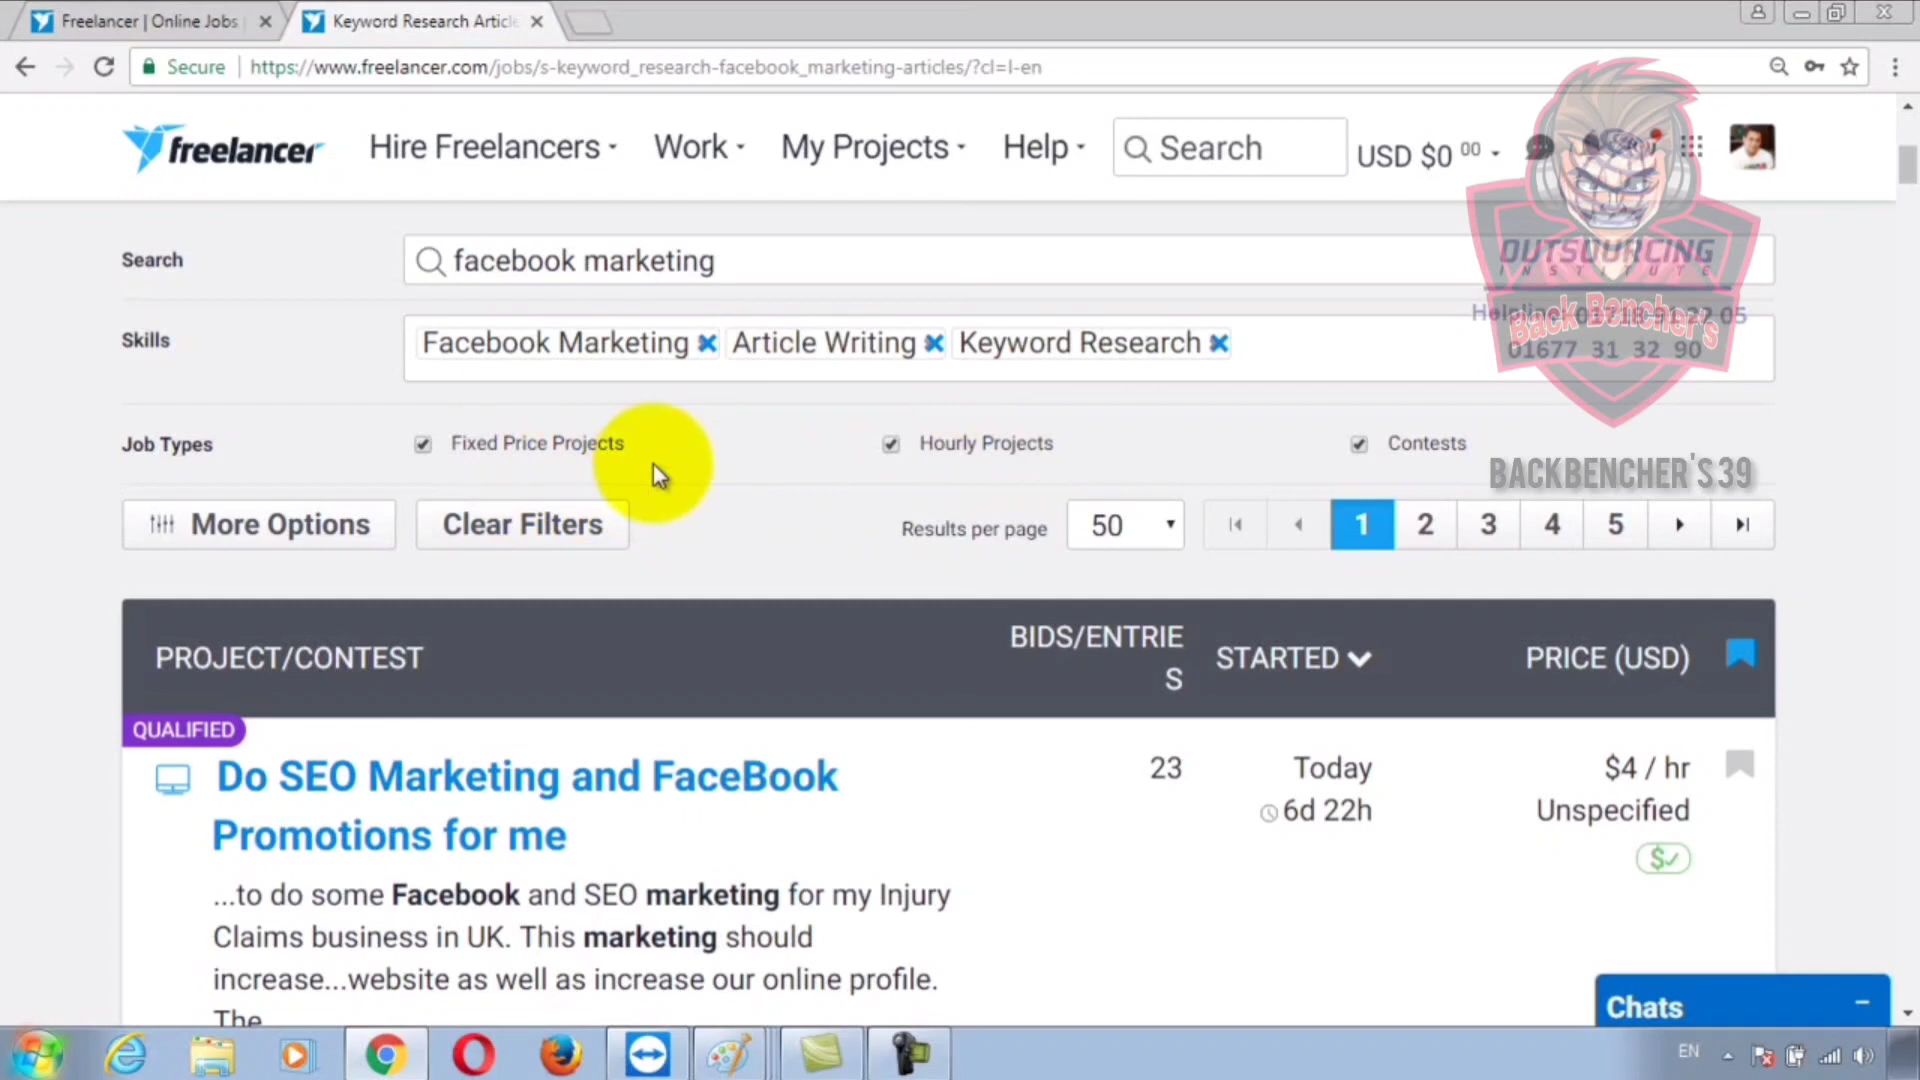 Freelancer | Online Jobs
Keyword Research Article
Secure
https://www.freelancer.com/jobs/s-keyword_research-facebook_marketing-articles/?cl=l-en
freelancer
Hire Freelancers
Work
My Projects
Help
Search
USD $0 00
Search
facebook marketing
OUTSOURCING
INSTITUTE
Skills
Facebook Marketing
Article Writing
Keyword Research
Back Bencher's
01677 31 32 90
Job Types
Fixed Price Projects
Hourly Projects
Contests
BACKBENCHER'S 39
More Options
Clear Filters
Results per page
50
1
2
3
4
5
PROJECT/CONTEST
BIDS/ENTRIE
S
STARTED
PRICE (USD)
QUALIFIED
Do SEO Marketing and FaceBook
Promotions for me
23
Today
6d 22h
$4 / hr
Unspecified
$
...to do some Facebook and SEO marketing for my Injury
Claims business in UK. This marketing should
increase...website as well as increase our online profile.
The
Chats
EN